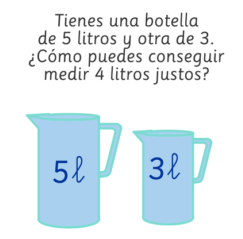 Tienes una botella
de 5 litros y otra de 3.
¿Cómo puedes conseguir
medir 4 litros justos?
5ℓ 3ℓ